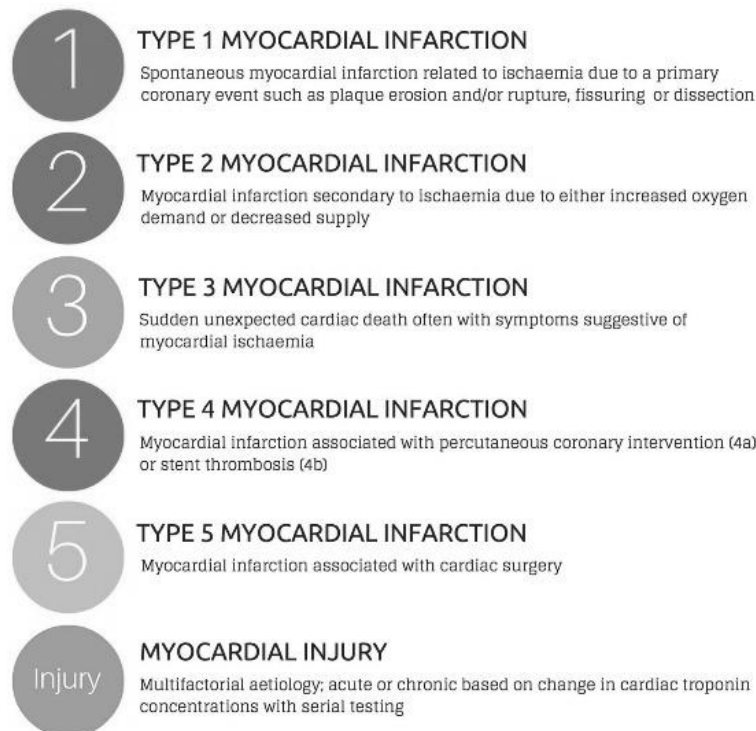 1
TYPE 1 MYOCARDIAL INFARCTION
Spontaneous myocardial infarction related to ischaemia due to a primary
coronary event such as plaque erosion and/or rupture, fissuring or dissection
2
TYPE 2 MYOCARDIAL INFARCTION
Myocardial infarction secondary to ischaemia due to either increased oxygen
demand or decreased supply
3
TYPE 3 MYOCARDIAL INFARCTION
Sudden unexpected cardiac death often with symptoms suggestive of
myocardial ischaemia
4
TYPE 4 MYOCARDIAL INFARCTION
Myocardial infarction associated with percutaneous coronary intervention (4a)
or stent thrombosis (4b)
5
TYPE 5 MYOCARDIAL INFARCTION
Myocardial infarction associated with cardiac surgery
Injury
MYOCARDIAL INJURY
Multifactorial aetiology; acute or chronic based on change in cardiac troponin
concentrations with serial testing